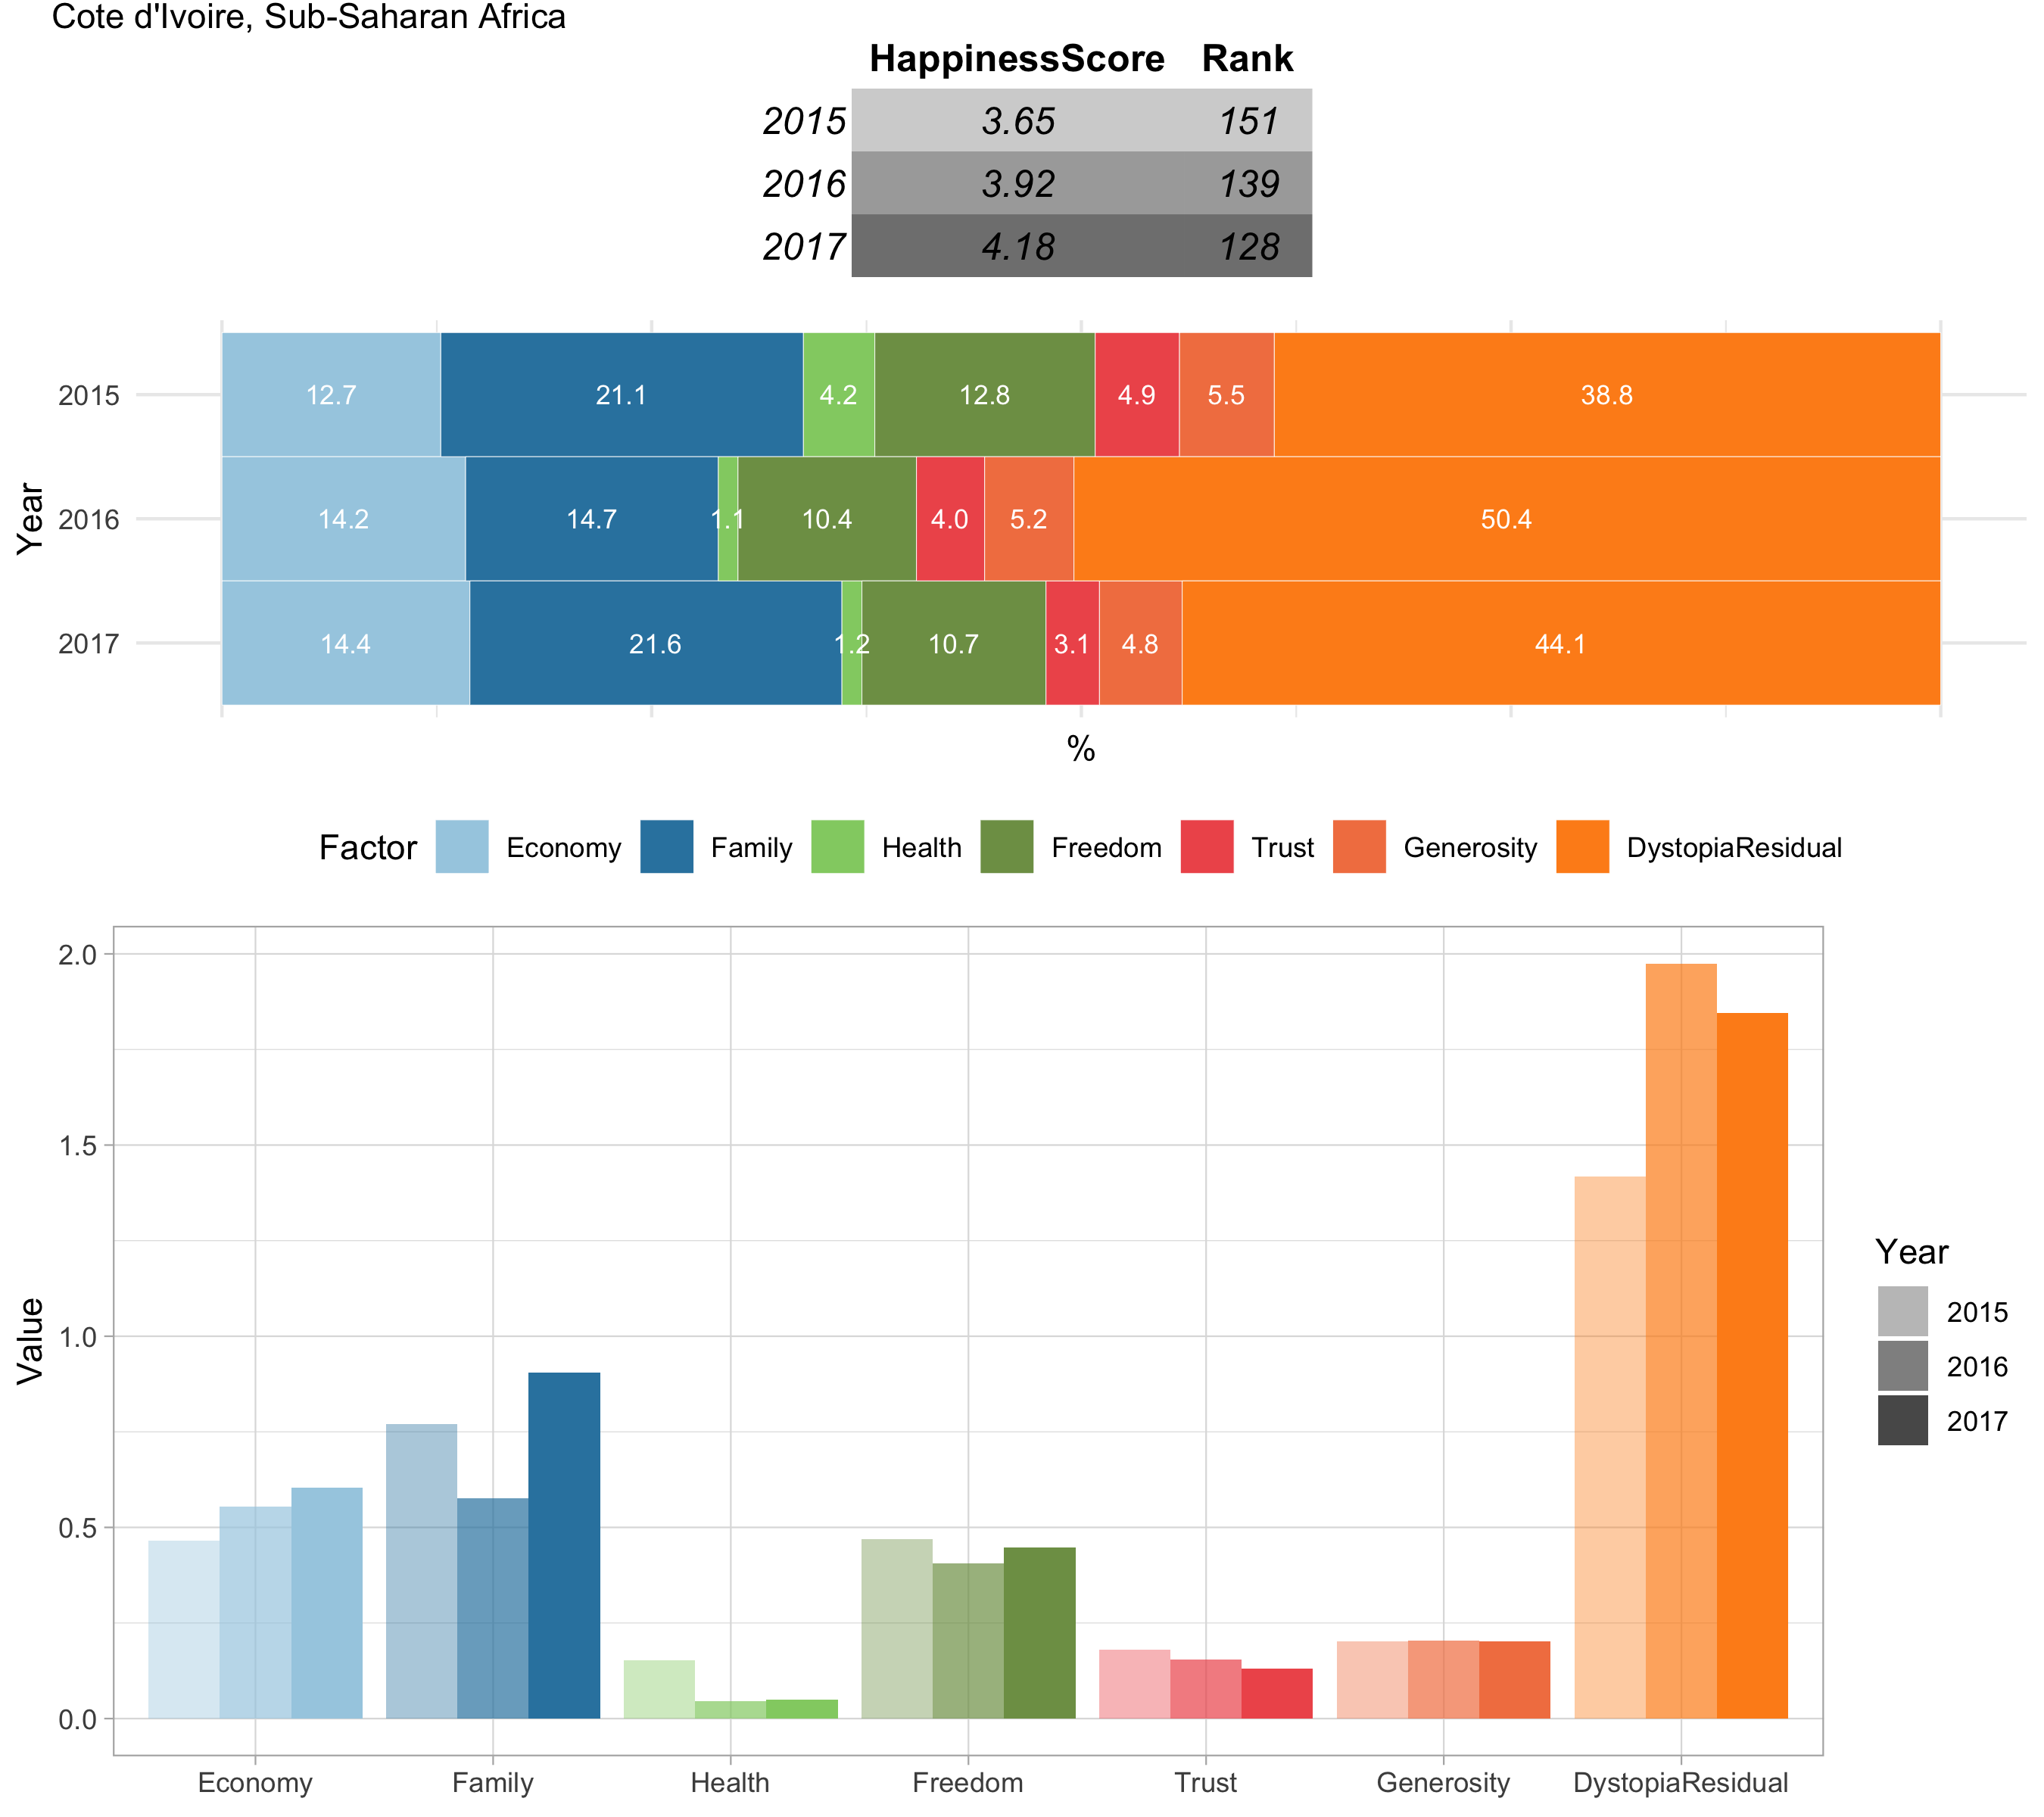 Cote d'Ivoire, Sub-Saharan Africa
HappinessScore Rank
2015 3.65 151
2016 3.92 139
2017 4.18 128
Year
2015 12.7 21.1 4.2 12.8 4.9 5.5 38.8
2016 14.2 14.7 1.1 10.4 4.0 5.2 50.4
2017 14.4 21.6 1.2 10.7 3.1 4.8 44.1
%
Factor Economy Family Health Freedom Trust Generosity DystopiaResidual
Value
2.0
1.5
1.0
0.5
0.0
Economy Family Health Freedom Trust Generosity DystopiaResidual
Year
2015
2016
2017